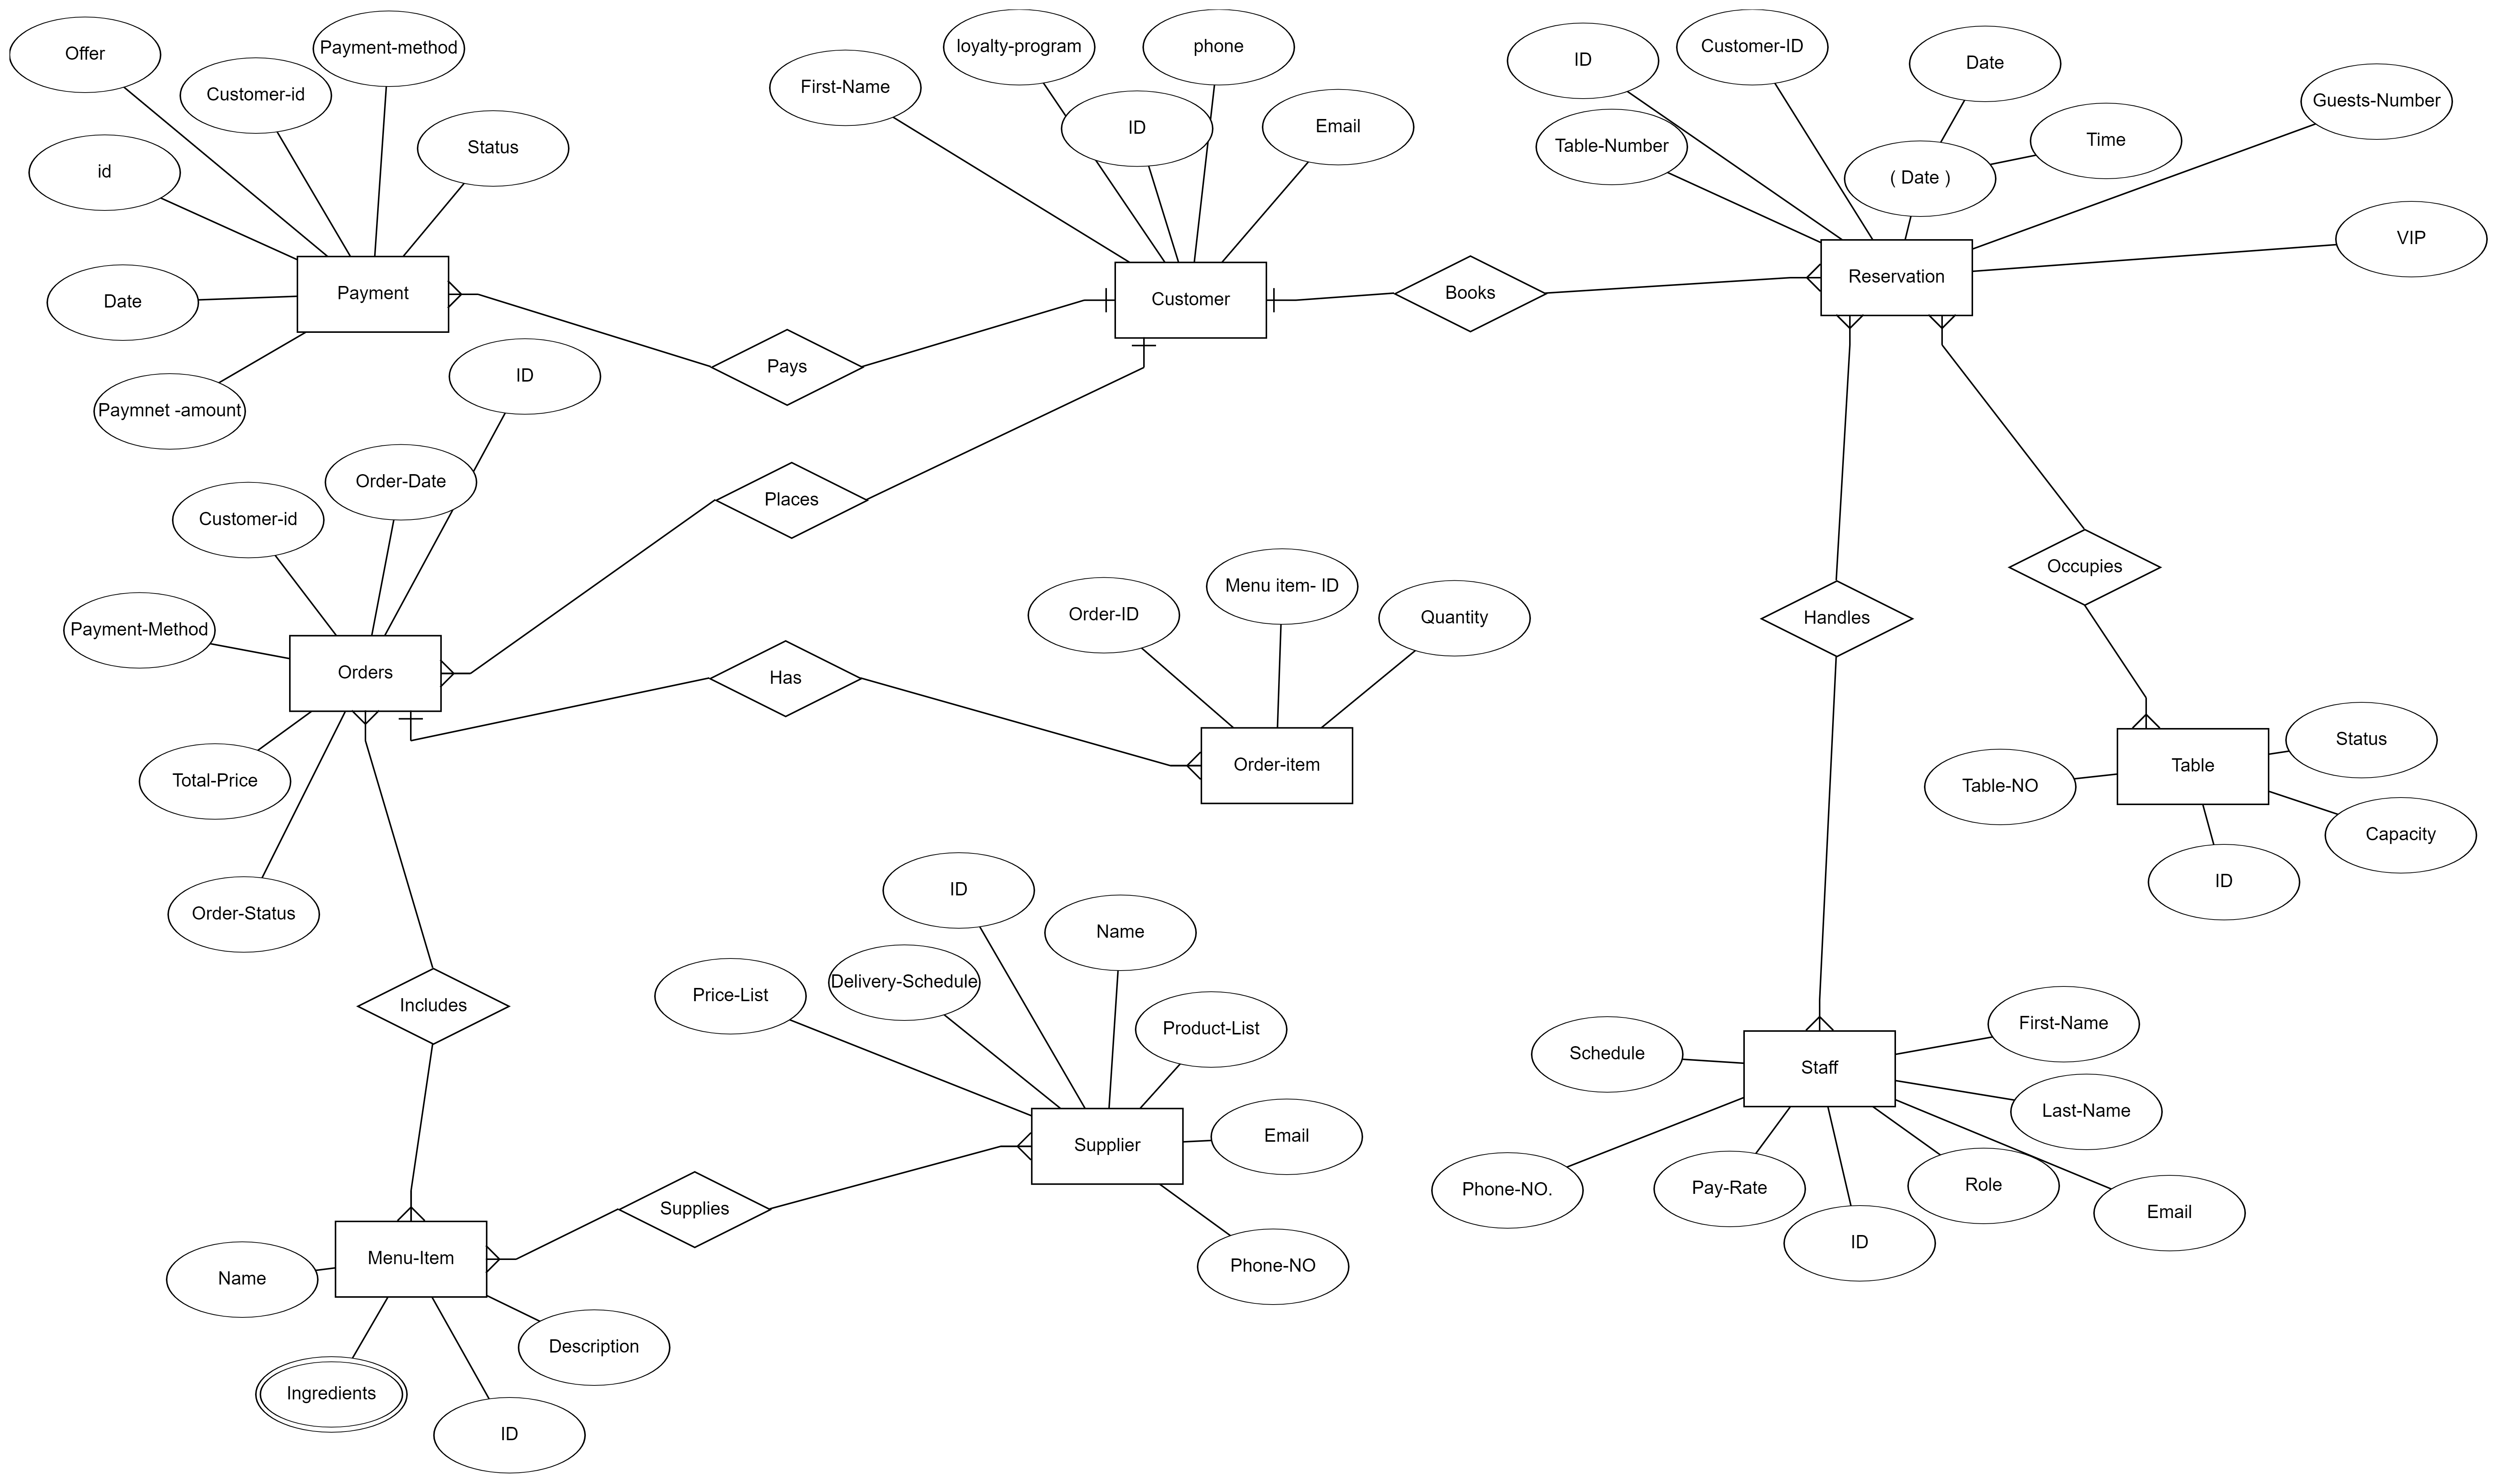 Offer
Payment-method
Customer-id
Status
id
Date
Payment
Paymnet -amount
Pays
First-Name
loyalty-program
phone
ID
Email
Customer
Books
ID
Customer-ID
Date
Guests-Number
Table-Number
Time
( Date )
VIP
Reservation
ID
Order-Date
Customer-id
Payment-Method
Orders
Total-Price
Order-Status
Places
Has
Order-ID
Menu item- ID
Quantity
Order-item
Handles
Occupies
Table
Status
Table-NO
Capacity
ID
Includes
ID
Name
Delivery-Schedule
Price-List
Product-List
Supplier
Email
Phone-NO
Supplies
Menu-Item
Name
Description
Ingredients
ID
Schedule
First-Name
Staff
Last-Name
Phone-NO.
Pay-Rate
Role
ID
Email